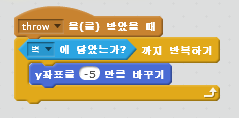 throw 을(를) 받았을 때
벽 에 닿았는가? 까지 반복하기
y좌표를 -5 만큼 바꾸기